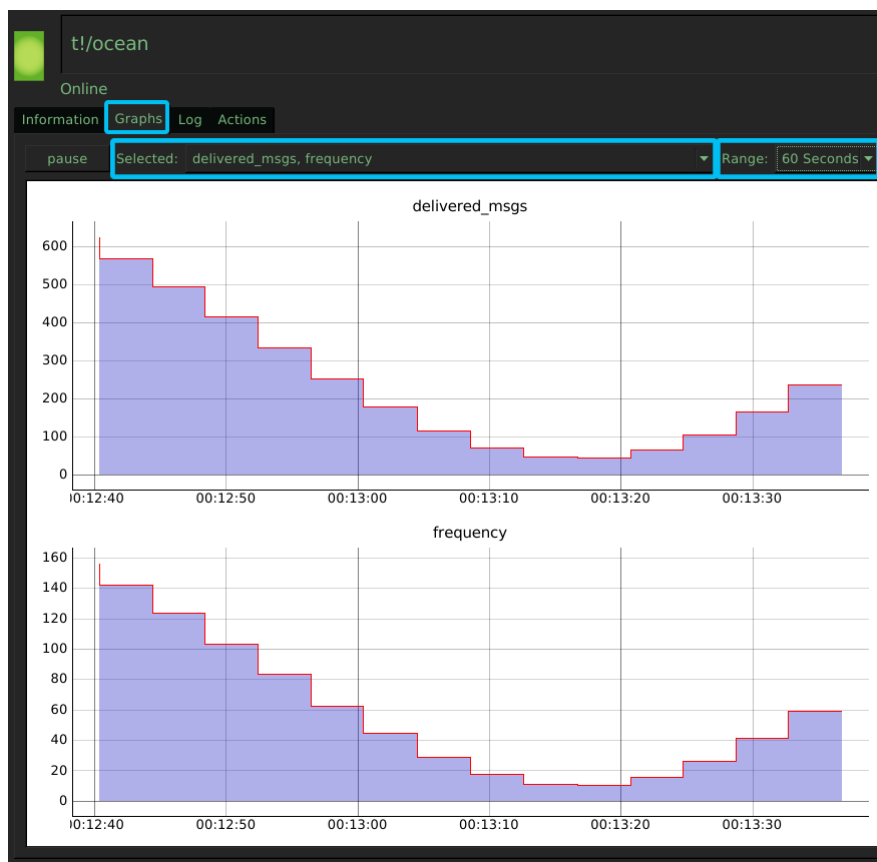 t!/ocean
Online
Information Graphs Log Actions
pause Selected: delivered_msgs, frequency Range: 60 Seconds
delivered_msgs
600
500
400
300
200
100
0
0:12:40 00:12:50 00:13:00 00:13:10 00:13:20 00:13:30
frequency
160
140
120
100
80
60
40
20
0
0:12:40 00:12:50 00:13:00 00:13:10 00:13:20 00:13:30